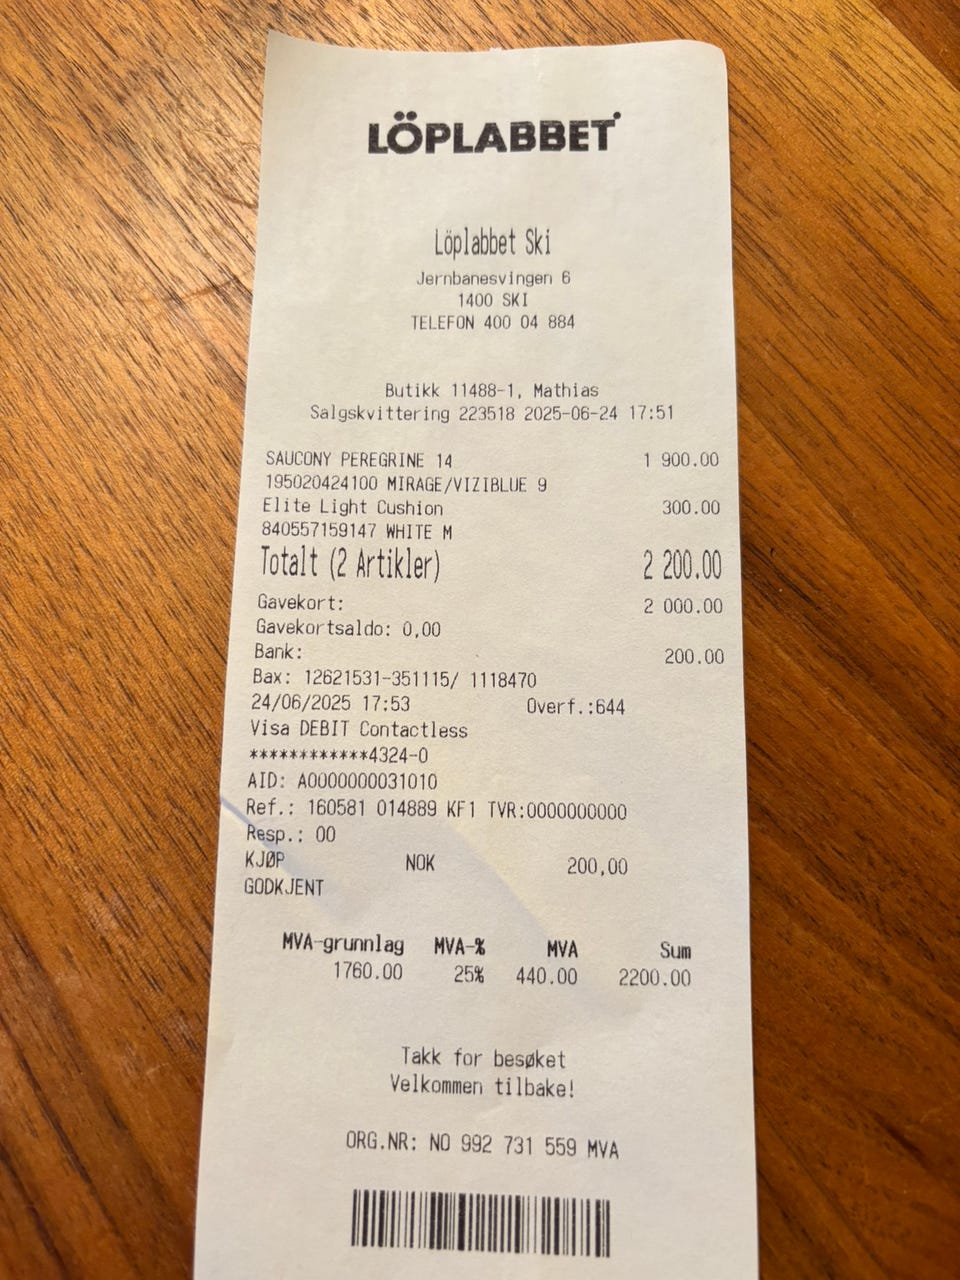 LÖPLABBET
Löplabbet Ski
Jernbanesvingen 6
1400 SKI
TELEFON 400 04 884
Butikk 11488-1, Mathias
Salgskvittering 223518 2025-06-24 17:51
SAUCONY PEREGRINE 14 1 900.00
195020424100 MIRAGE/VIZIBLUE 9
Elite Light Cushion 300.00
840557159147 WHITE M
Totalt (2 Artikler) 2 200.00
Gavekort: 2 000.00
Gavekortsaldo: 0,00
Bank: 200.00
Bax: 12621531-351115/ 1118470
24/06/2025 17:53 Overf.:644
Visa DEBIT Contactless
************4324-0
AID: A0000000031010
Ref.: 160581 014889 KF1 TVR:0000000000
Resp.: 00
KJØP NOK 200,00
GODKJENT
MVA-grunnlag MVA-% MVA Sum
1760.00 25% 440.00 2200.00
Takk for besøket
Velkommen tilbake!
ORG.NR: NO 992 731 559 MVA